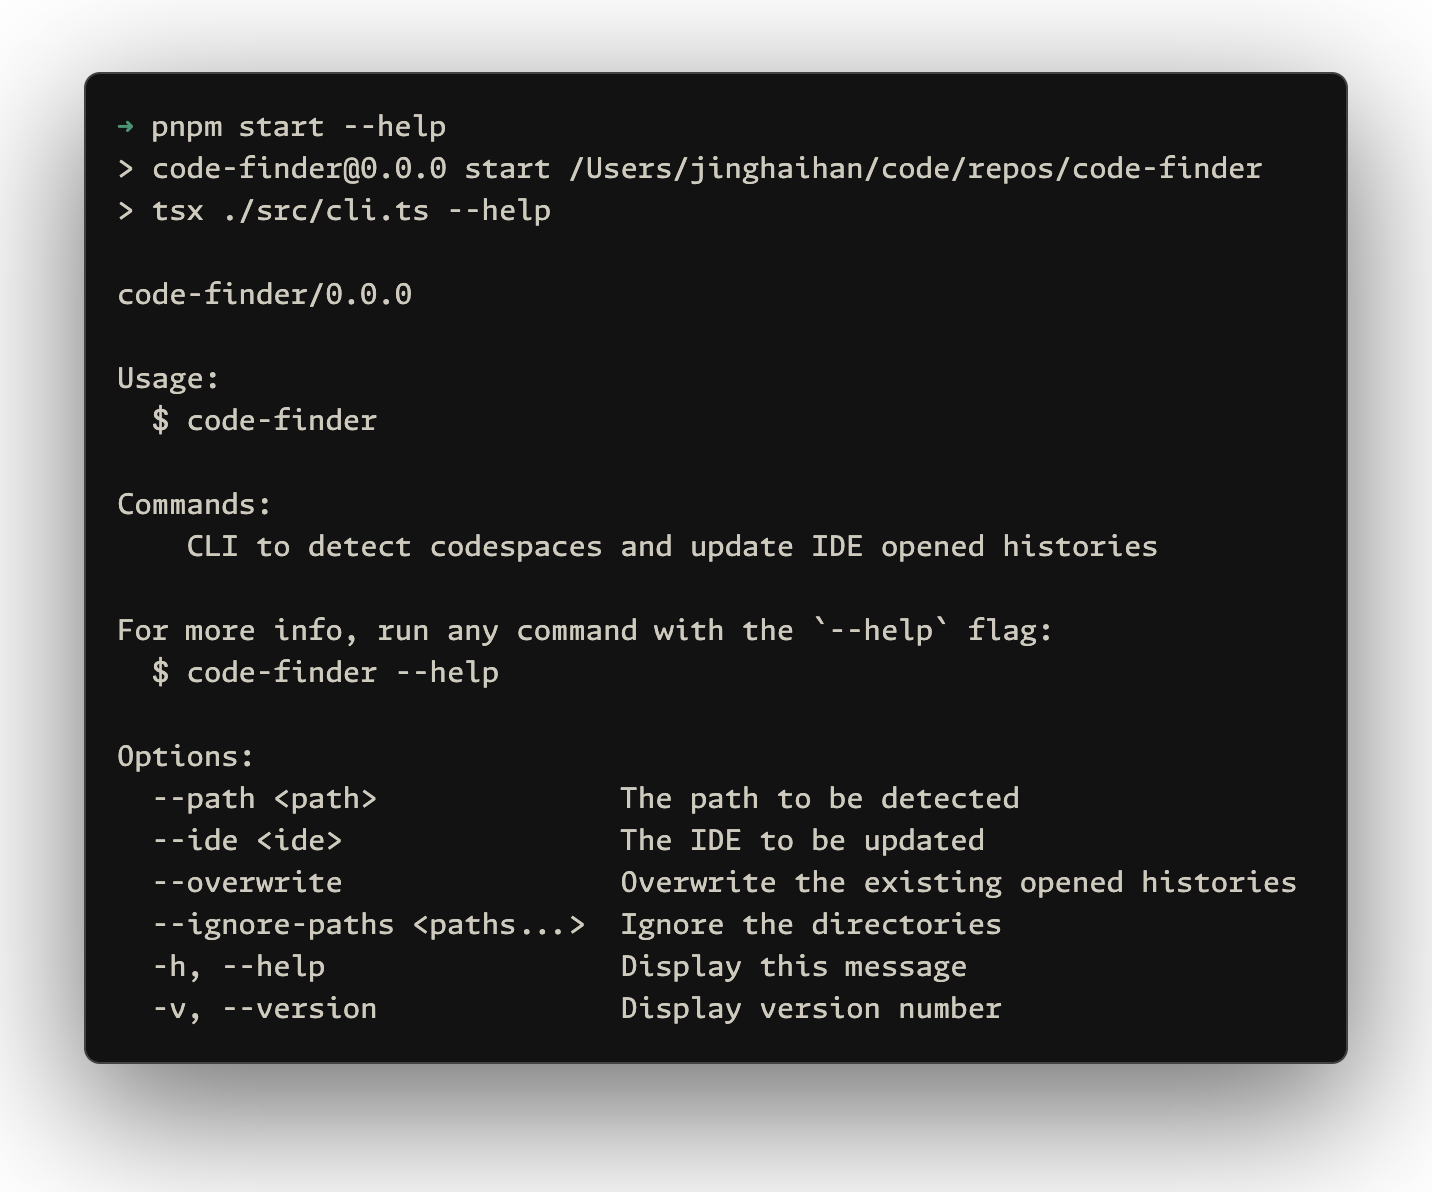 ➜ pnpm start --help
> code-finder@0.0.0 start /Users/jinghaihan/code/repos/code-finder
> tsx ./src/cli.ts --help

code-finder/0.0.0

Usage:
  $ code-finder

Commands:
    CLI to detect codespaces and update IDE opened histories

For more info, run any command with the `--help` flag:
  $ code-finder --help

Options:
  --path <path>              The path to be detected
  --ide <ide>                The IDE to be updated
  --overwrite                Overwrite the existing opened histories
  --ignore-paths <paths...>  Ignore the directories
  -h, --help                 Display this message
  -v, --version              Display version number